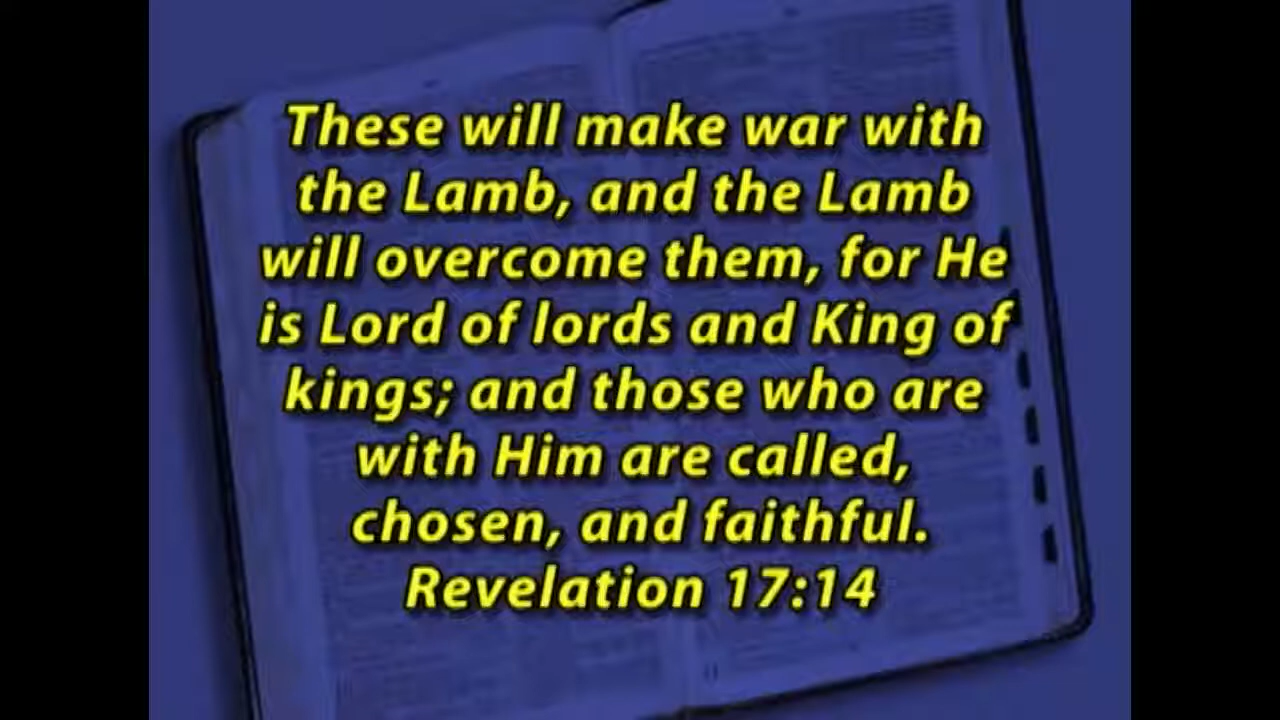 These will make war with
the Lamb, and the Lamb
will overcome them, for He
is Lord of lords and King of
kings; and those who are
with Him are called,
chosen, and faithful.
Revelation 17:14